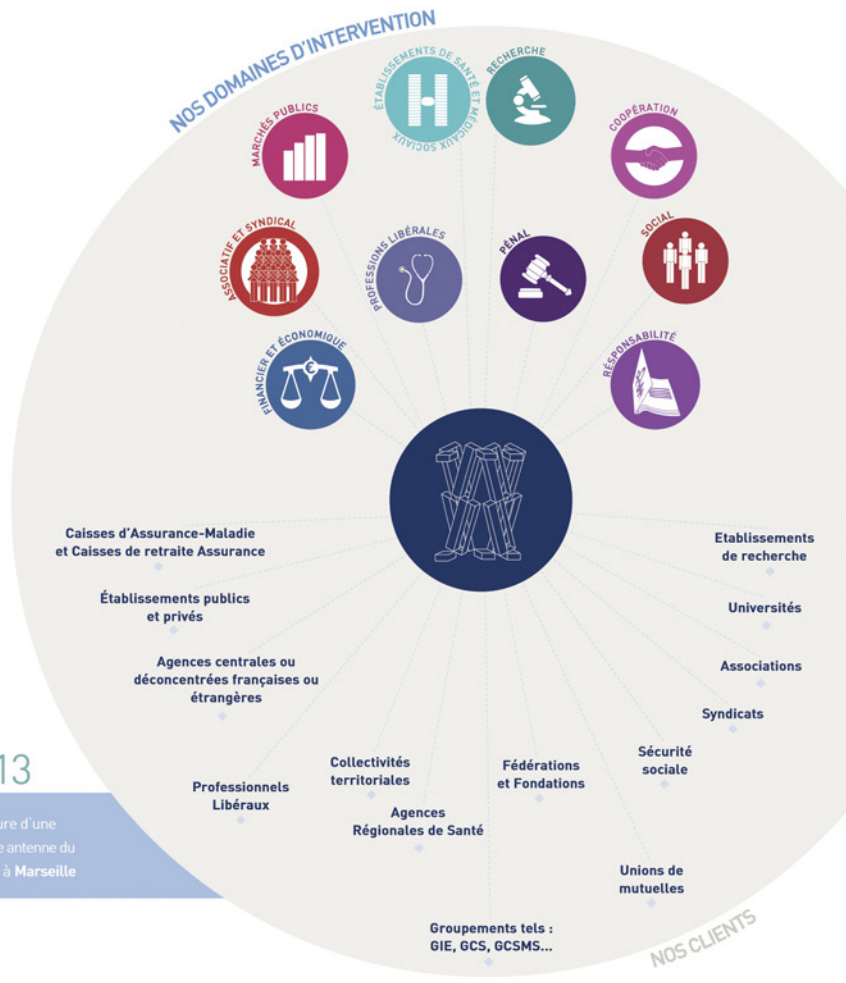 NOS DOMAINES D'INTERVENTION
ÉTABLISSEMENTS DE SANTÉ ET MÉDICAUX SOCIAUX
RECHERCHE
MARCHÉS PUBLICS
COOPÉRATION
ASSOCIATIF ET SYNDICAL
PROFESSIONS LIBÉRALES
PÉNAL
SOCIAL
FINANCIER ET ÉCONOMIQUE
€
RÉSPONSABILITÉ
Caisses d'Assurance-Maladie
et Caisses de retraite Assurance
Etablissements
de recherche
Établissements publics
et privés
Universités
Agences centrales ou
déconcentrées françaises ou
étrangères
Associations
Syndicats
Professionnels
Libéraux
Collectivités
territoriales
Agences
Régionales de Santé
Fédérations
et Fondations
Sécurité
sociale
Unions de
mutuelles
Groupements tels :
GIE, GCS, GCSMS...
NOS CLIENTS
13
ure d'une
e antenne du
à Marseille